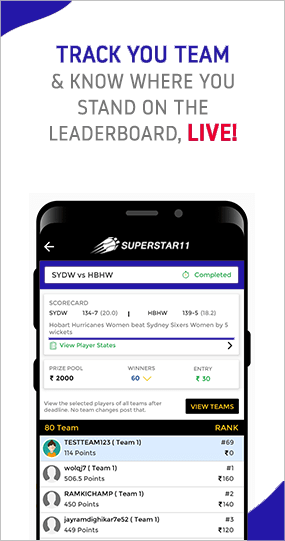 TRACK YOU TEAM
& KNOW WHERE YOU
STAND ON THE
LEADERBOARD, LIVE!
SUPERSTAR11
SYDW vs HBHW Completed
SCORECARD
SYDW 134-7 (20.0) | HBHW 139-5 (18.2)
Hobart Hurricanes Women beat Sydney Sixers Women by 5
wickets
View Player States
PRIZE POOL WINNERS ENTRY
₹ 2000 60 ₹ 30
View the selected players of all teams after
deadline. No team changes post that.
VIEW TEAMS
80 Team RANK
TESTTEAM123 ( Team 1) #69
114 Points ₹0
wolqj7 ( Team 1) #1
506.5 Points ₹160
RAMKICHAMP ( Team 1) #2
450 Points ₹140
jayramdighikar7e52 ( Team 1) #3
449 Points ₹120